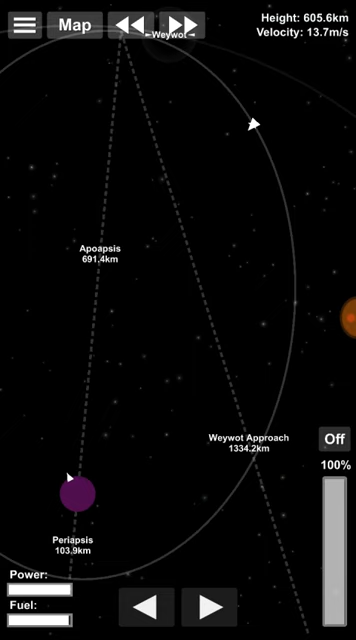 Map
Height: 605.6km
Velocity: 13.7m/s
Weywot
Apoapsis
691.4km
Weywot Approach
1334.2km
Off
100%
Periapsis
103.9km
Power:
Fuel: